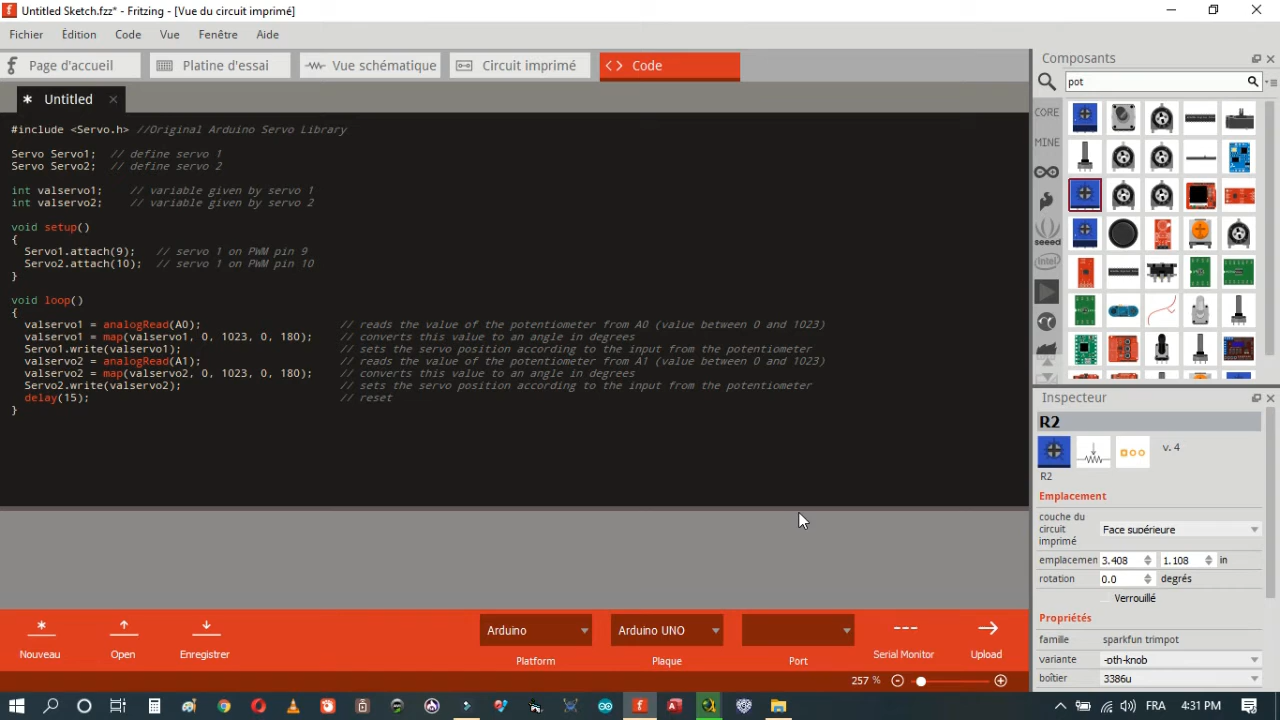 Untitled Sketch.fzz* - Fritzing - [Vue du circuit imprimé]
Fichier Édition Code Vue Fenêtre Aide
Page d'accueil Platine d'essai Vue schématique Circuit imprimé <> Code
* Untitled ×
#include <Servo.h> //Original Arduino Servo Library
Servo Servo1; // define servo 1
Servo Servo2; // define servo 2
int valservo1; // variable given by servo 1
int valservo2; // variable given by servo 2
void setup()
{
Servo1.attach(9); // servo 1 on PWM pin 9
Servo2.attach(10); // servo 1 on PWM pin 10
}
void loop()
{
valservo1 = analogRead(A0); // reads the value of the potentiometer from A0 (value between 0 and 1023)
valservo1 = map(valservo1, 0, 1023, 0, 180); // converts this value to an angle in degrees
Servo1.write(valservo1); // sets the servo position according to the input from the potentiometer
valservo2 = analogRead(A1); // reads the value of the potentiometer from A1 (value between 0 and 1023)
valservo2 = map(valservo2, 0, 1023, 0, 180); // converts this value to an angle in degrees
Servo2.write(valservo2); // sets the servo position according to the input from the potentiometer
delay(15); // reset
}
Nouveau Open Enregistrer
Arduino Arduino UNO
Platform Plaque Port Serial Monitor Upload
257 %
Composants
pot
CORE
MINE
seeed
intel
Inspecteur
R2
v. 4
R2
Emplacement
couche du circuit imprimé Face supérieure
emplacemen 3.408 1.108 in
rotation 0.0 degrés
Verrouillé
Propriétés
famille sparkfun trimpot
variante -pth-knob
boîtier 3386u
FRA 4:31 PM